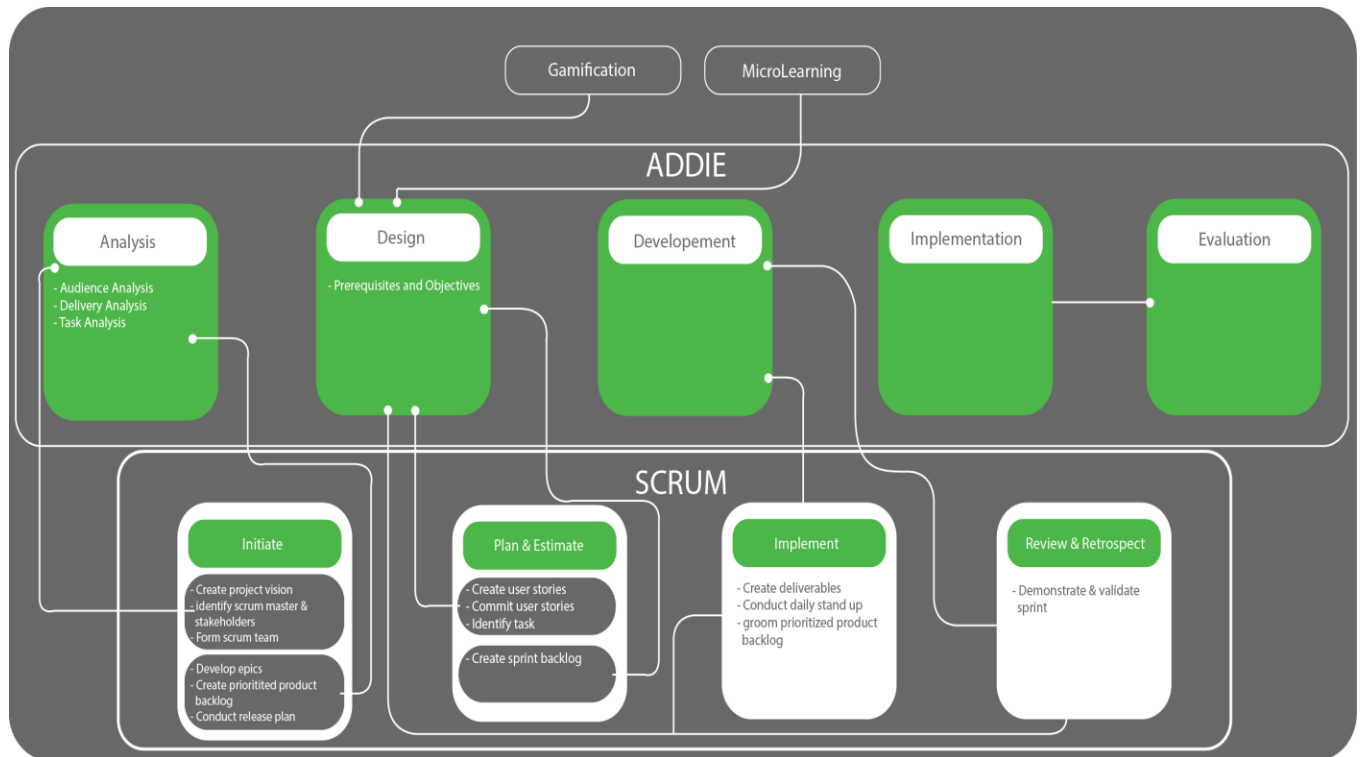 Gamification
MicroLearning
ADDIE
Analysis
- Audience Analysis
- Delivery Analysis
- Task Analysis
Design
- Prerequisites and Objectives
Developement
Implementation
Evaluation
SCRUM
Initiate
- Create project vision
- identify scrum master &
stakeholders
- Form scrum team
- Develop epics
- Create prioritited product
backlog
- Conduct release plan
Plan & Estimate
- Create user stories
- Commit user stories
- Identify task
- Create sprint backlog
Implement
- Create deliverables
- Conduct daily stand up
- groom prioritized product
backlog
Review & Retrospect
- Demonstrate & validate
sprint